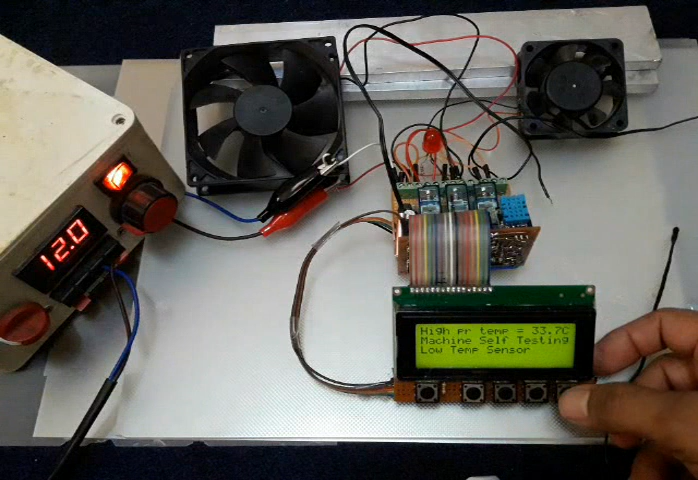 12.0
High pr temp = 33.7C
Machine Self Testing
Low Temp Sensor